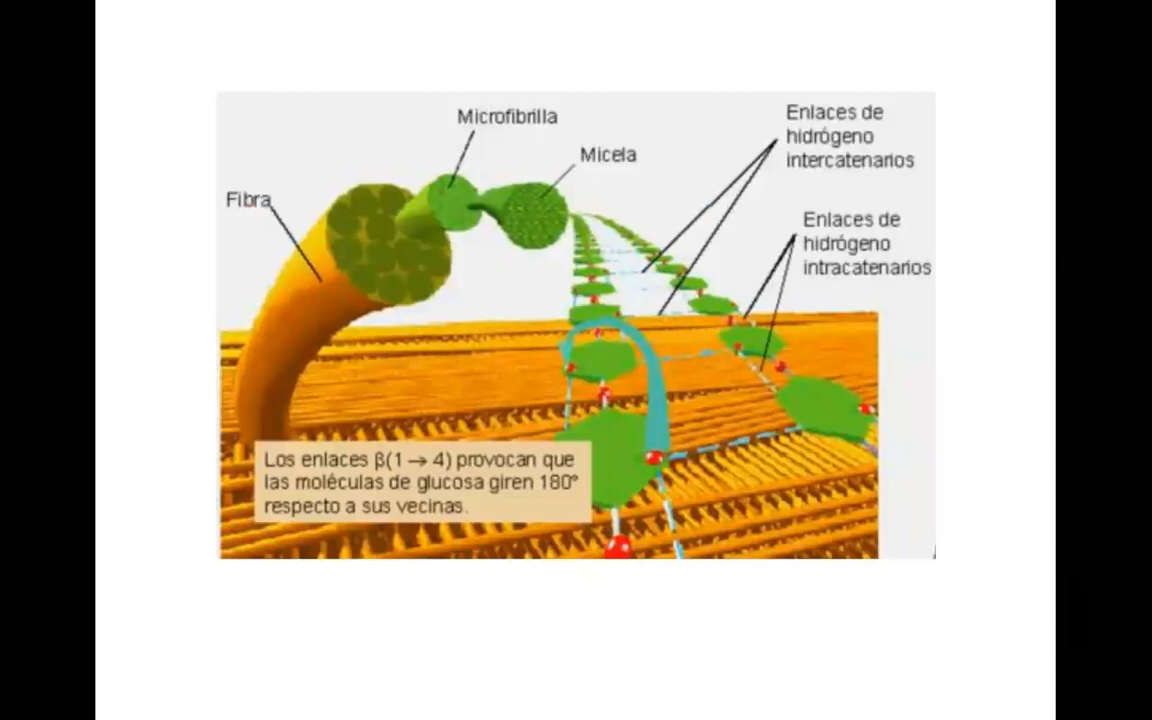 Microfibrilla
Micela
Fibra
Enlaces de
hidrógeno
intercatenarios
Enlaces de
hidrógeno
intracatenarios
Los enlaces β(1 → 4) provocan que
las moléculas de glucosa giren 180º
respecto a sus vecinas.